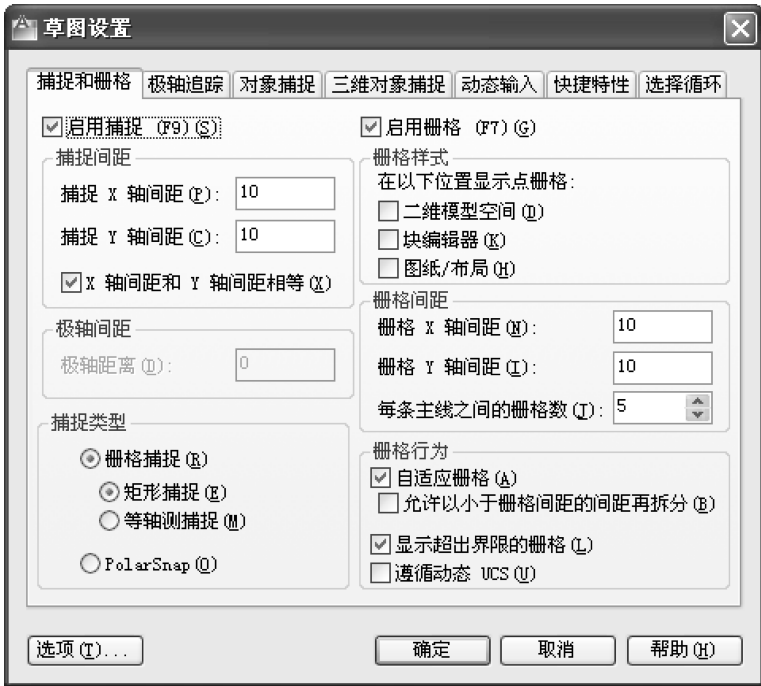 草图设置
捕捉和栅格 极轴追踪 对象捕捉 三维对象捕捉 动态输入 快捷特性 选择循环
启用捕捉 (F9)(S)
捕捉间距
捕捉 X 轴间距(P): 10
捕捉 Y 轴间距(C): 10
X 轴间距和 Y 轴间距相等(X)
极轴间距
极轴距离(D): 0
捕捉类型
栅格捕捉(R)
矩形捕捉(E)
等轴测捕捉(M)
PolarSnap(O)
启用栅格 (F7)(G)
栅格样式
在以下位置显示点栅格:
二维模型空间(D)
块编辑器(K)
图纸/布局(H)
栅格间距
栅格 X 轴间距(N): 10
栅格 Y 轴间距(I): 10
每条主线之间的栅格数(J): 5
栅格行为
自适应栅格(A)
允许以小于栅格间距的间距再拆分(B)
显示超出界限的栅格(L)
遵循动态 UCS(U)
选项(T)... 确定 取消 帮助(H)